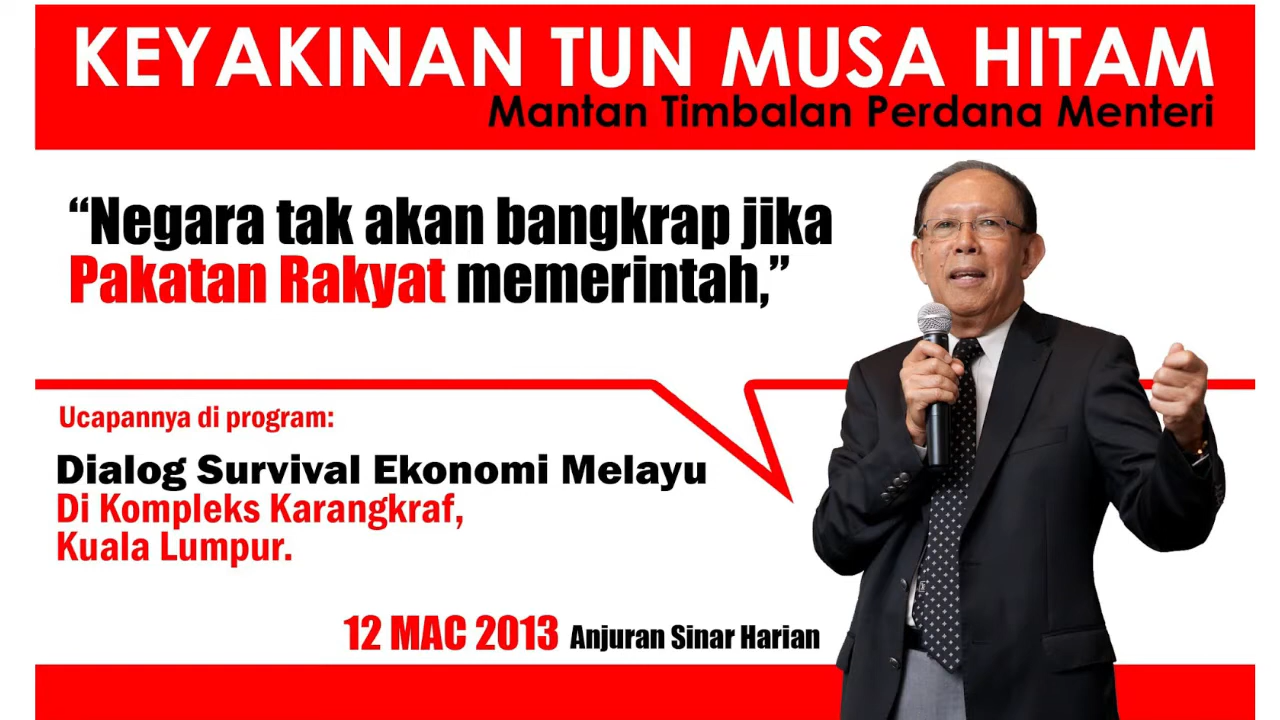 KEYAKINAN TUN MUSA HITAM
Mantan Timbalan Perdana Menteri
“Negara tak akan bangkrap jika
Pakatan Rakyat memerintah,”
Ucapannya di program:
Dialog Survival Ekonomi Melayu
Di Kompleks Karangkraf,
Kuala Lumpur.
12 MAC 2013 Anjuran Sinar Harian